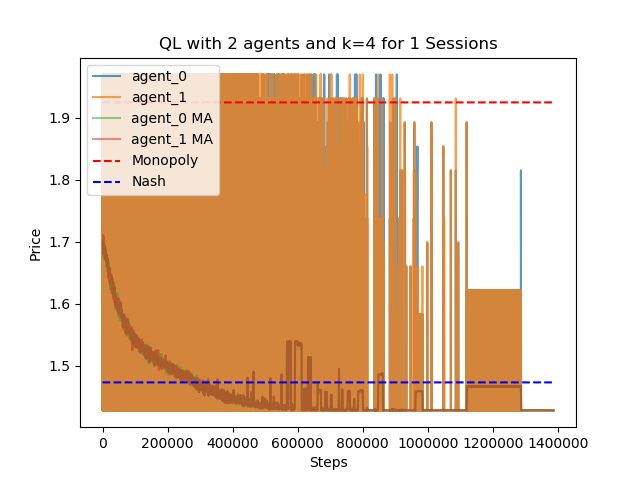 QL with 2 agents and k=4 for 1 Sessions
agent_0
agent_1
agent_0 MA
agent_1 MA
Monopoly
Nash
Price
1.9
1.8
1.7
1.6
1.5
0 200000 400000 600000 800000 1000000 1200000 1400000
Steps